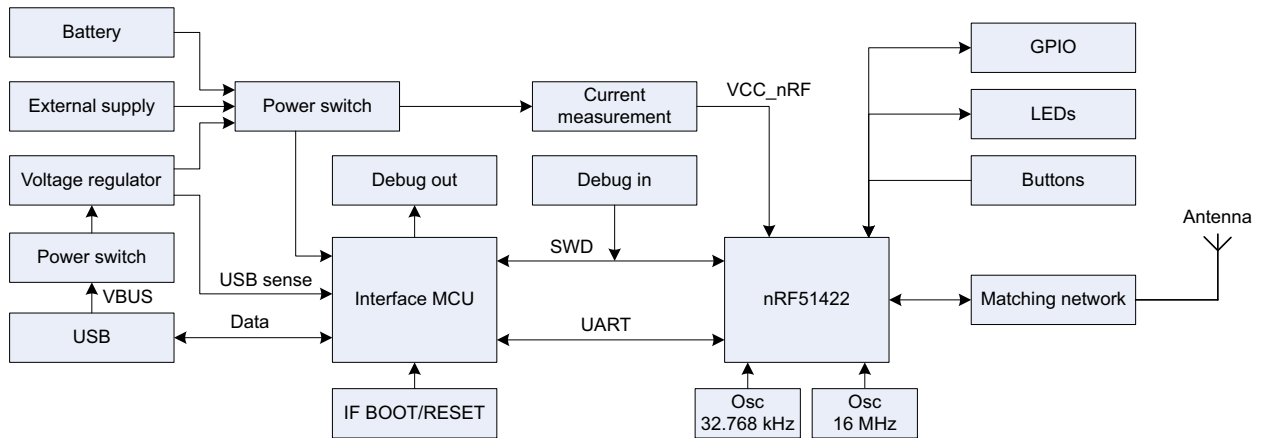 Battery
GPIO
External supply
Power switch
Current
measurement
VCC_nRF
LEDs
Voltage regulator
Debug out
Debug in
Buttons
Antenna
Power switch
SWD
USB sense
VBUS
Interface MCU
nRF51422
Matching network
USB
Data
UART
IF BOOT/RESET
Osc
32.768 kHz
Osc
16 MHz